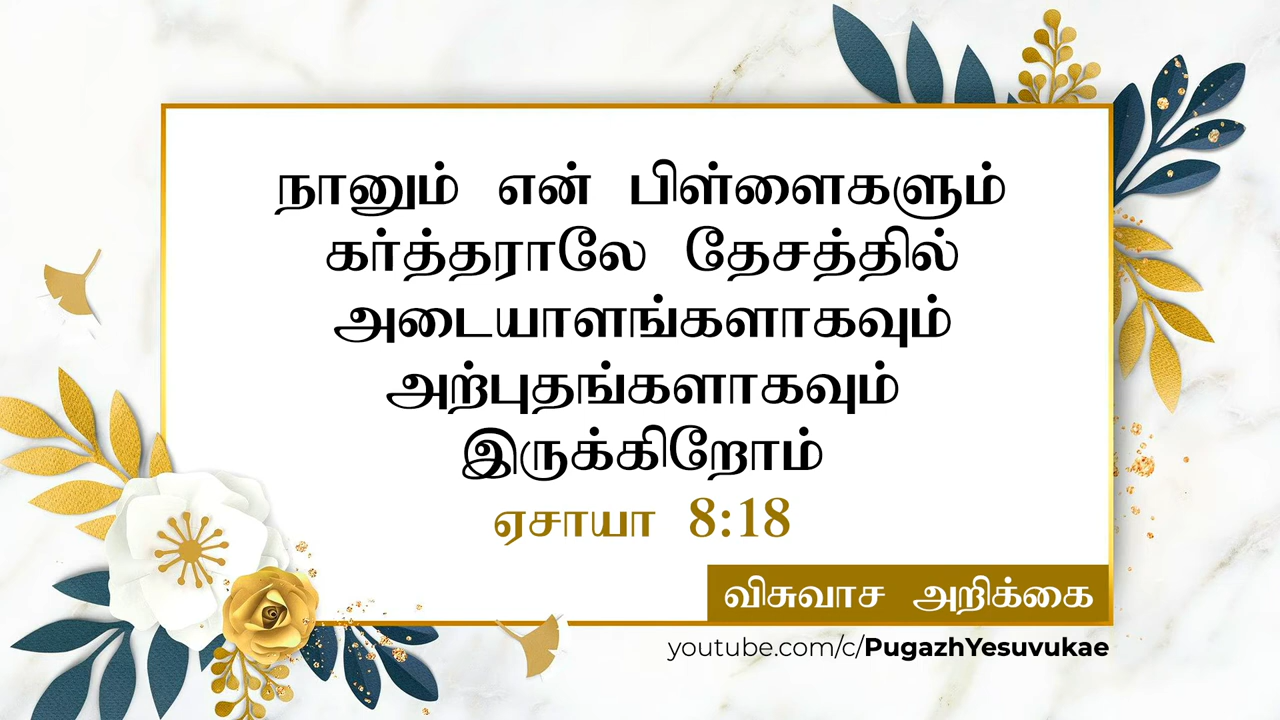 நானும் என் பிள்ளைகளும்
கர்த்தராலே தேசத்தில்
அடையாளங்களாகவும்
அற்புதங்களாகவும்
இருக்கிறோம்
ஏசாயா 8:18
விசுவாச அறிக்கை
youtube.com/c/PugazhYesuvukae